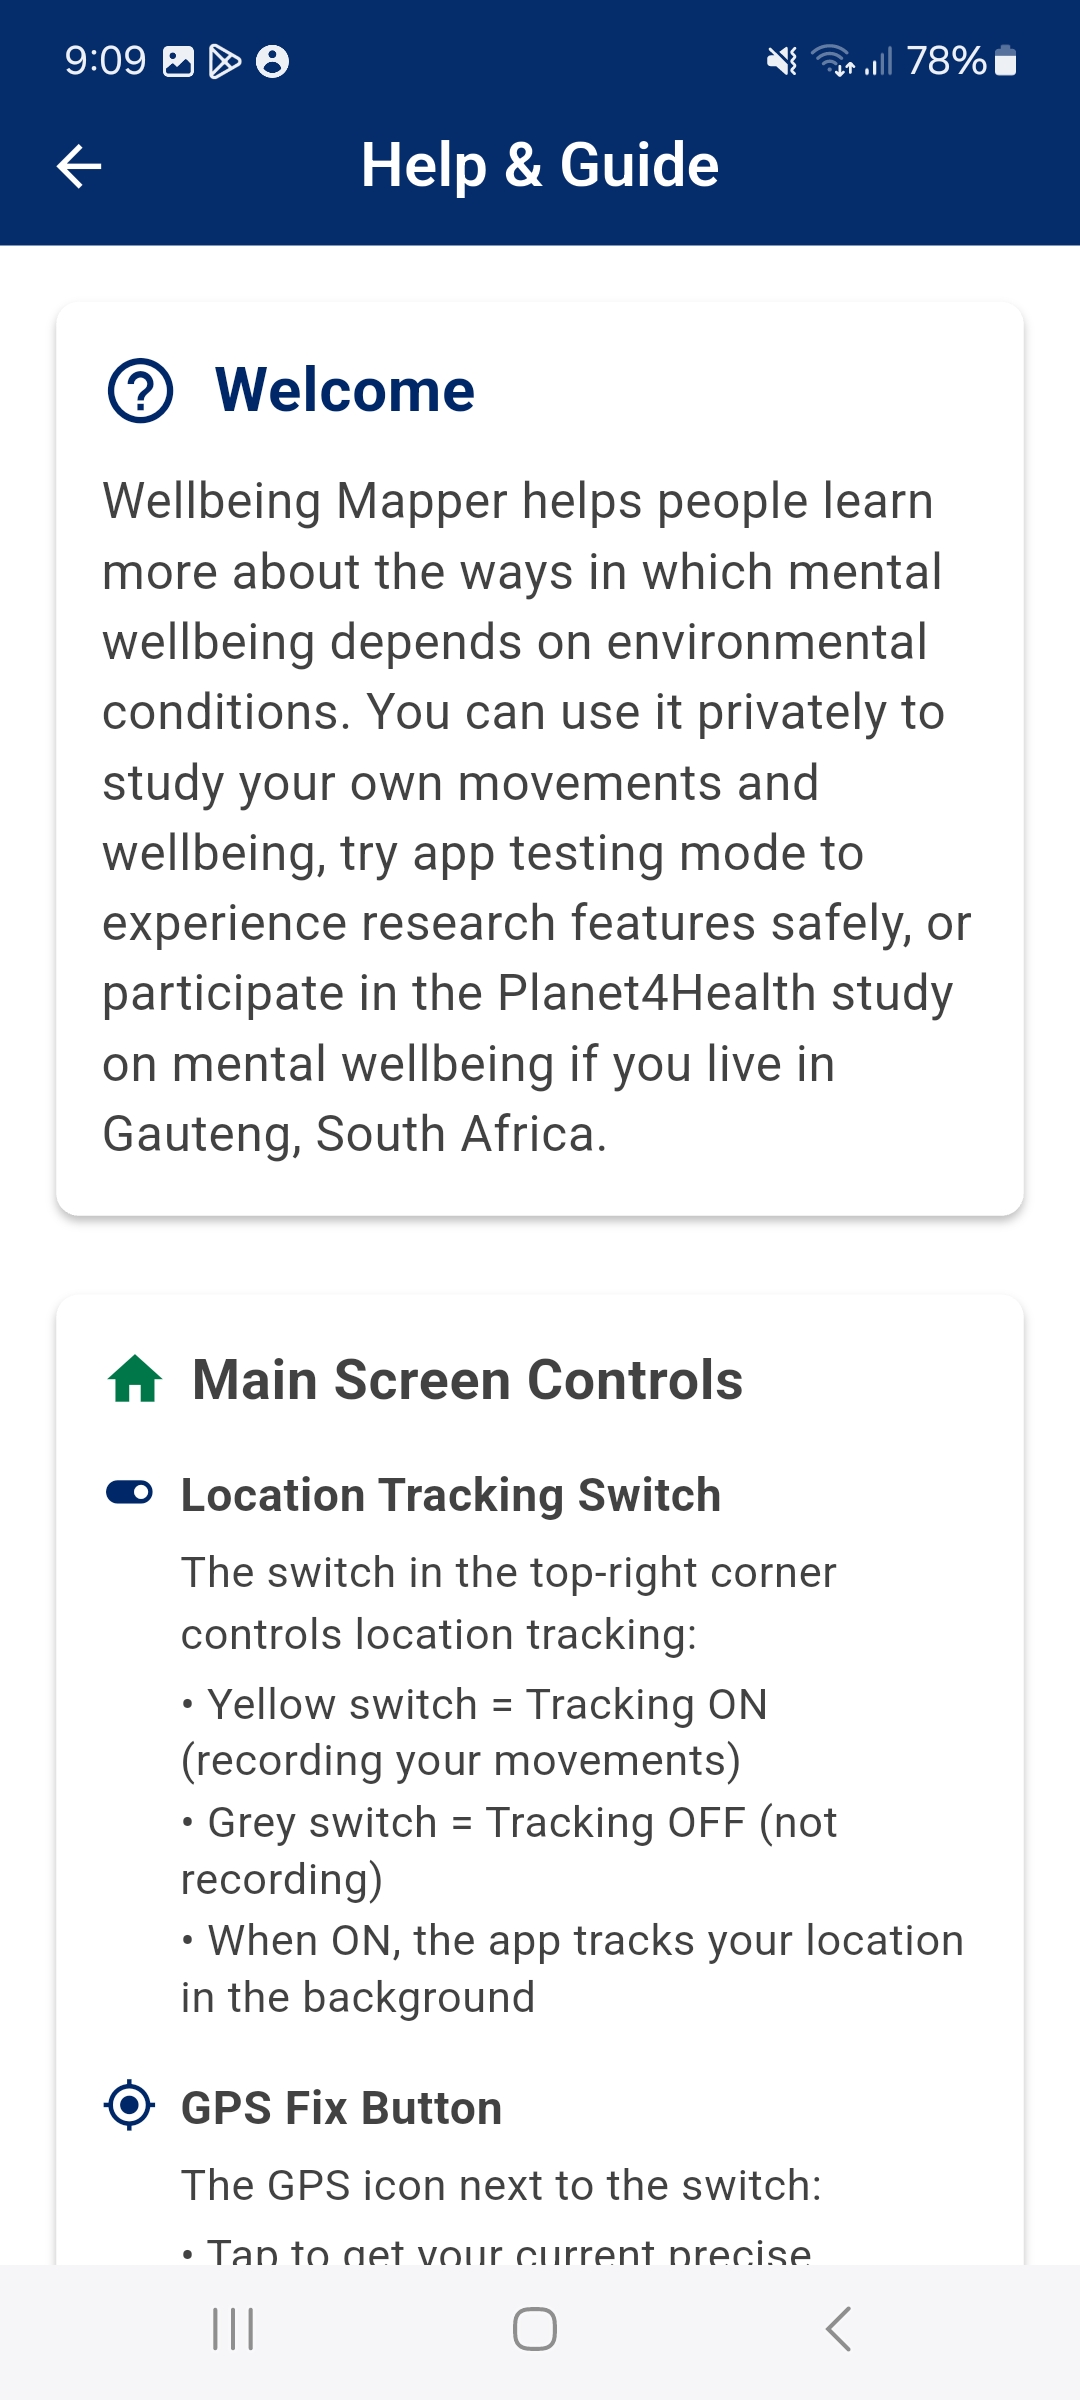 9:09
78%
Help & Guide
Welcome
Wellbeing Mapper helps people learn
more about the ways in which mental
wellbeing depends on environmental
conditions. You can use it privately to
study your own movements and
wellbeing, try app testing mode to
experience research features safely, or
participate in the Planet4Health study
on mental wellbeing if you live in
Gauteng, South Africa.
Main Screen Controls
Location Tracking Switch
The switch in the top-right corner
controls location tracking:
• Yellow switch = Tracking ON
(recording your movements)
• Grey switch = Tracking OFF (not
recording)
• When ON, the app tracks your location
in the background
GPS Fix Button
The GPS icon next to the switch:
• Tap to get your current precise